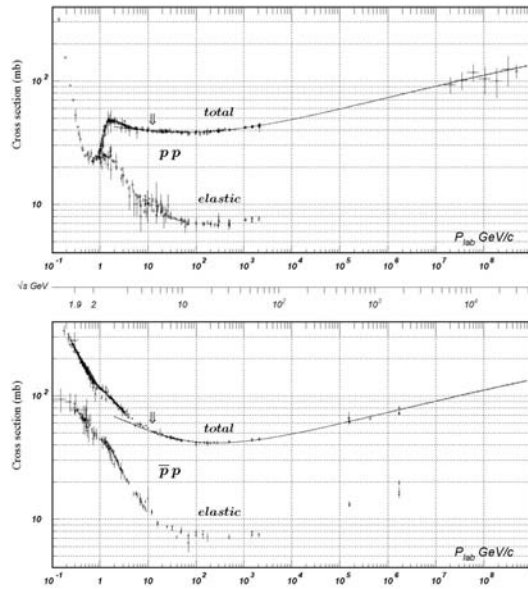 Cross section (mb)
10²
10
total
⇓
p p
elastic
P_lab GeV/c
10⁻¹ 1 10 10² 10³ 10⁴ 10⁵ 10⁶ 10⁷ 10⁸
√s GeV
1.9 2 10 10² 10³ 10⁴
Cross section (mb)
10²
10
total
⇓
p̅ p
elastic
P_lab GeV/c
10⁻¹ 1 10 10² 10³ 10⁴ 10⁵ 10⁶ 10⁷ 10⁸